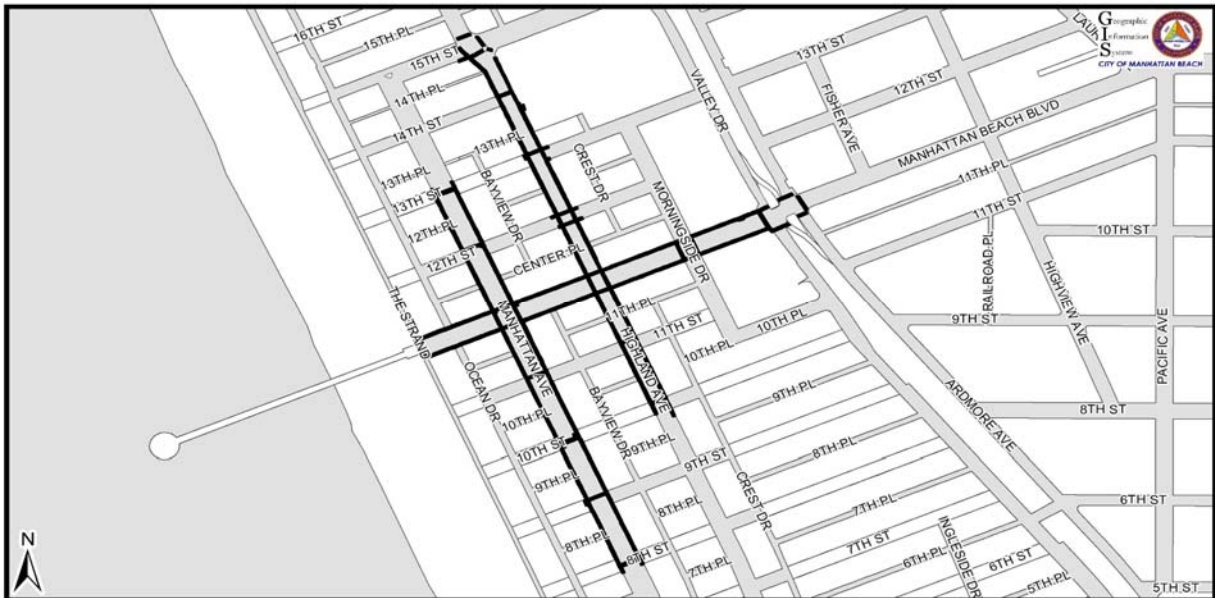 16TH ST
15TH PL
15TH ST
14TH PL
14TH ST
13TH PL
13TH PL
13TH ST
12TH PL
12TH ST
BAYVIEW DR
CREST DR
CENTER PL
THE STRAND
OCEAN DR
MANHATTAN AVE
HIGHLAND AVE
11TH PL
11TH ST
MORNINGSIDE DR
VALLEY DR
FISHER AVE
13TH ST
12TH ST
MANHATTAN BEACH BLVD
11TH PL
11TH ST
10TH ST
RAILROAD PL
HIGHVIEW AVE
PACIFIC AVE
9TH ST
8TH ST
ARDMORE AVE
6TH ST
5TH ST
10TH PL
10TH PL
9TH PL
8TH PL
7TH PL
7TH ST
6TH PL
6TH ST
5TH PL
INGLESIDE DR
CREST DR
BAYVIEW DR
10TH PL
10TH ST
9TH PL
9TH PL
9TH ST
8TH PL
8TH PL
8TH ST
7TH PL
N
Geographic
Information
System
CITY OF MANHATTAN BEACH